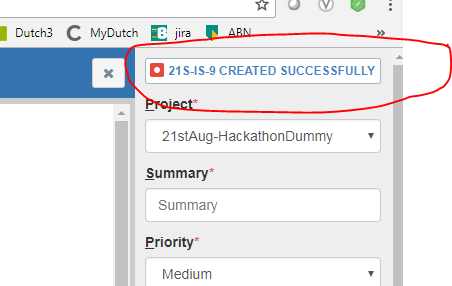 Dutch3 MyDutch jira ABN »
21S-IS-9 CREATED SUCCESSFULLY
Project*
21stAug-HackathonDummy
Summary*
Summary
Priority*
Medium